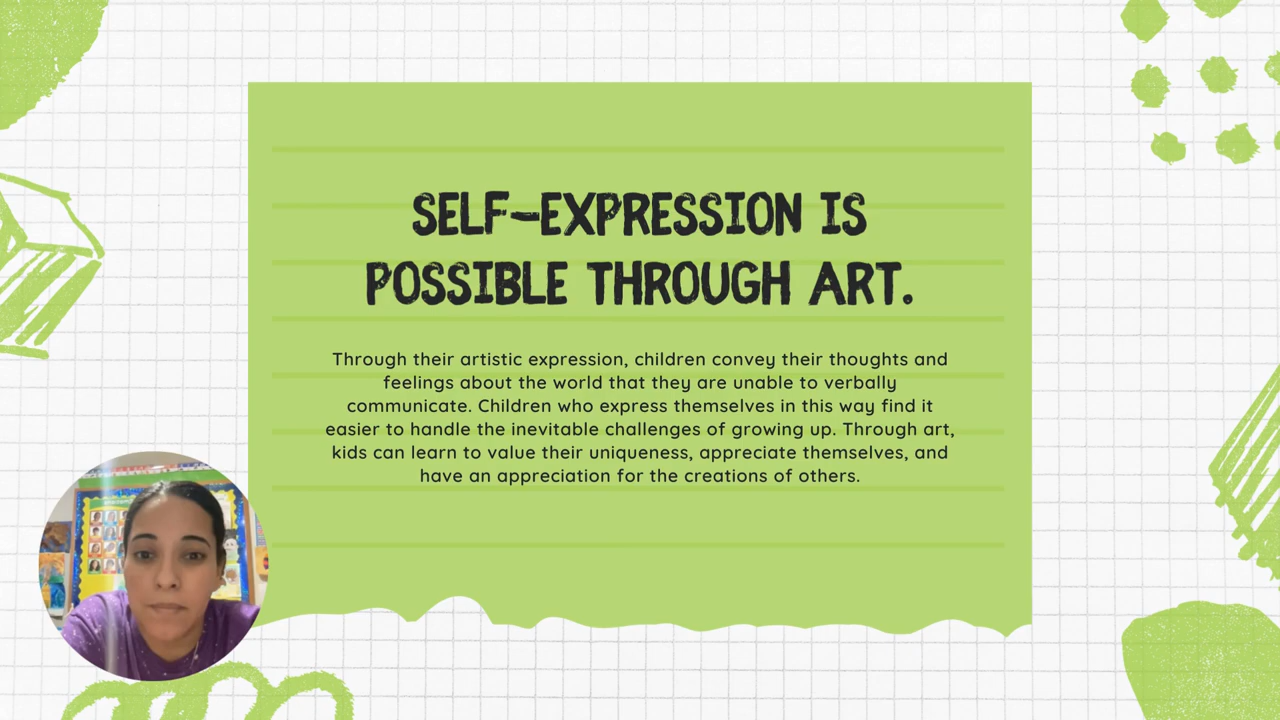 SELF-EXPRESSION IS
POSSIBLE THROUGH ART.
Through their artistic expression, children convey their thoughts and
feelings about the world that they are unable to verbally
communicate. Children who express themselves in this way find it
easier to handle the inevitable challenges of growing up. Through art,
kids can learn to value their uniqueness, appreciate themselves, and
have an appreciation for the creations of others.